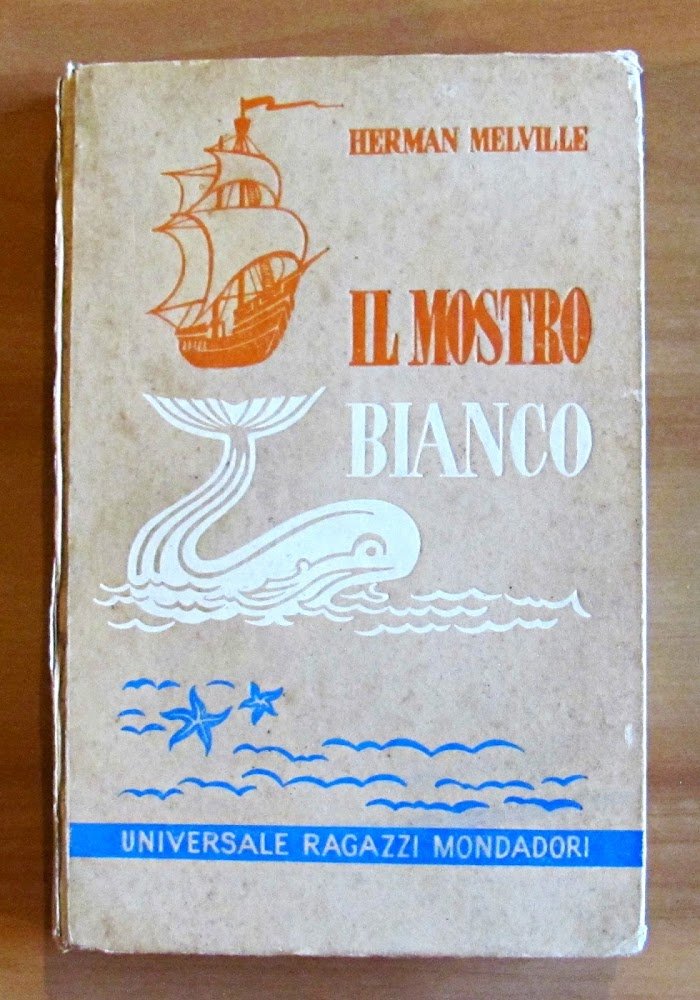 HERMAN MELVILLE
IL MOSTRO
BIANCO
UNIVERSALE RAGAZZI MONDADORI